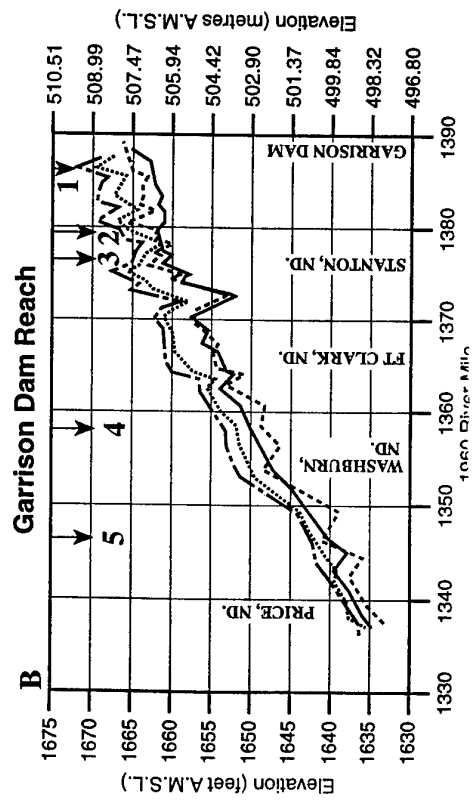 B
Garrison Dam Reach
Elevation (feet A.M.S.L.)
1675
1670
1665
1660
1655
1650
1645
1640
1635
1630
Elevation (metres A.M.S.L.)
510.51
508.99
507.47
505.94
504.42
502.90
501.37
499.84
498.32
496.80
5
4
3
2
1
PRICE, ND.
WASHBURN,
ND.
FT CLARK, ND.
STANTON, ND.
GARRISON DAM
1330
1340
1350
1360
1370
1380
1390
1960 River Mile